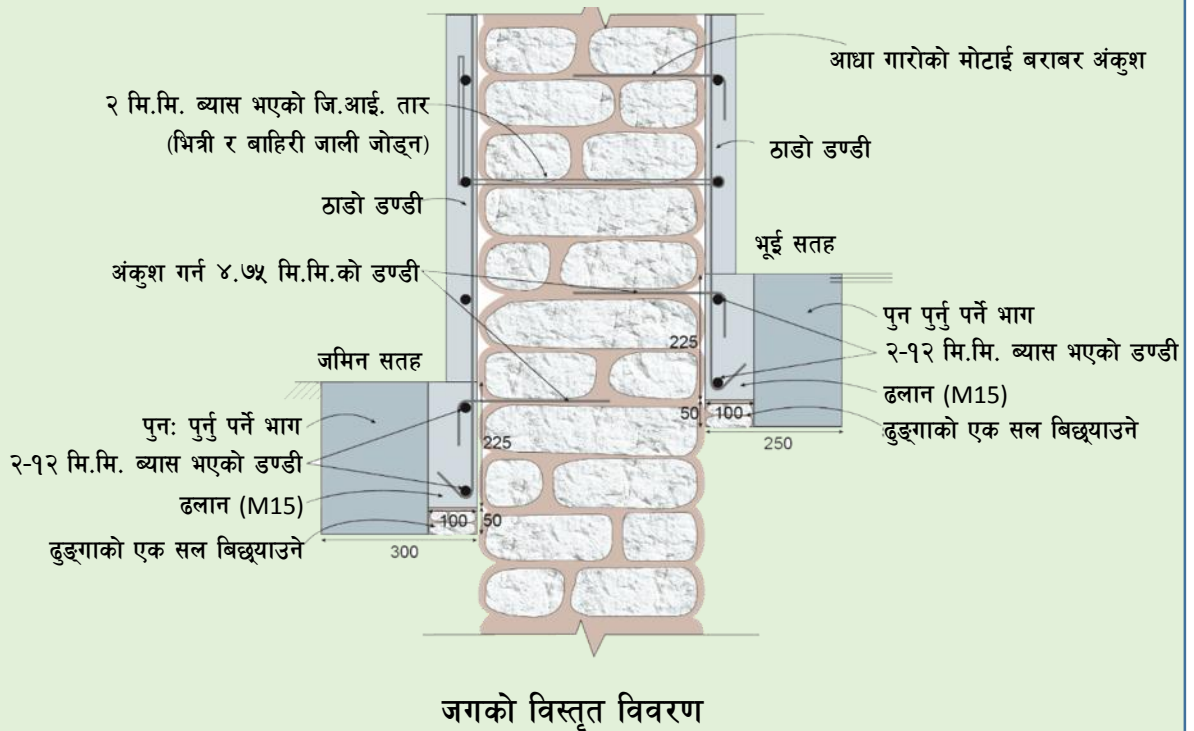 आधा गारोको मोटाई बराबर अंकुश
२ मि.मि. ब्यास भएको जि.आई. तार
(भित्री र बाहिरी जाली जोड्न)
ठाडो डण्डी
ठाडो डण्डी
भूई सतह
अंकुश गर्न ४.७५ मि.मि.को डण्डी
पुन पुर्नु पर्ने भाग
225
२-१२ मि.मि. ब्यास भएको डण्डी
जमिन सतह
ढलान (M15)
50
100
ढुङ्गाको एक सल बिछ्याउने
250
पुन: पुर्नु पर्ने भाग
225
२-१२ मि.मि. ब्यास भएको डण्डी
ढलान (M15)
100
50
ढुङ्गाको एक सल बिछ्याउने
300
जगको विस्तृत विवरण